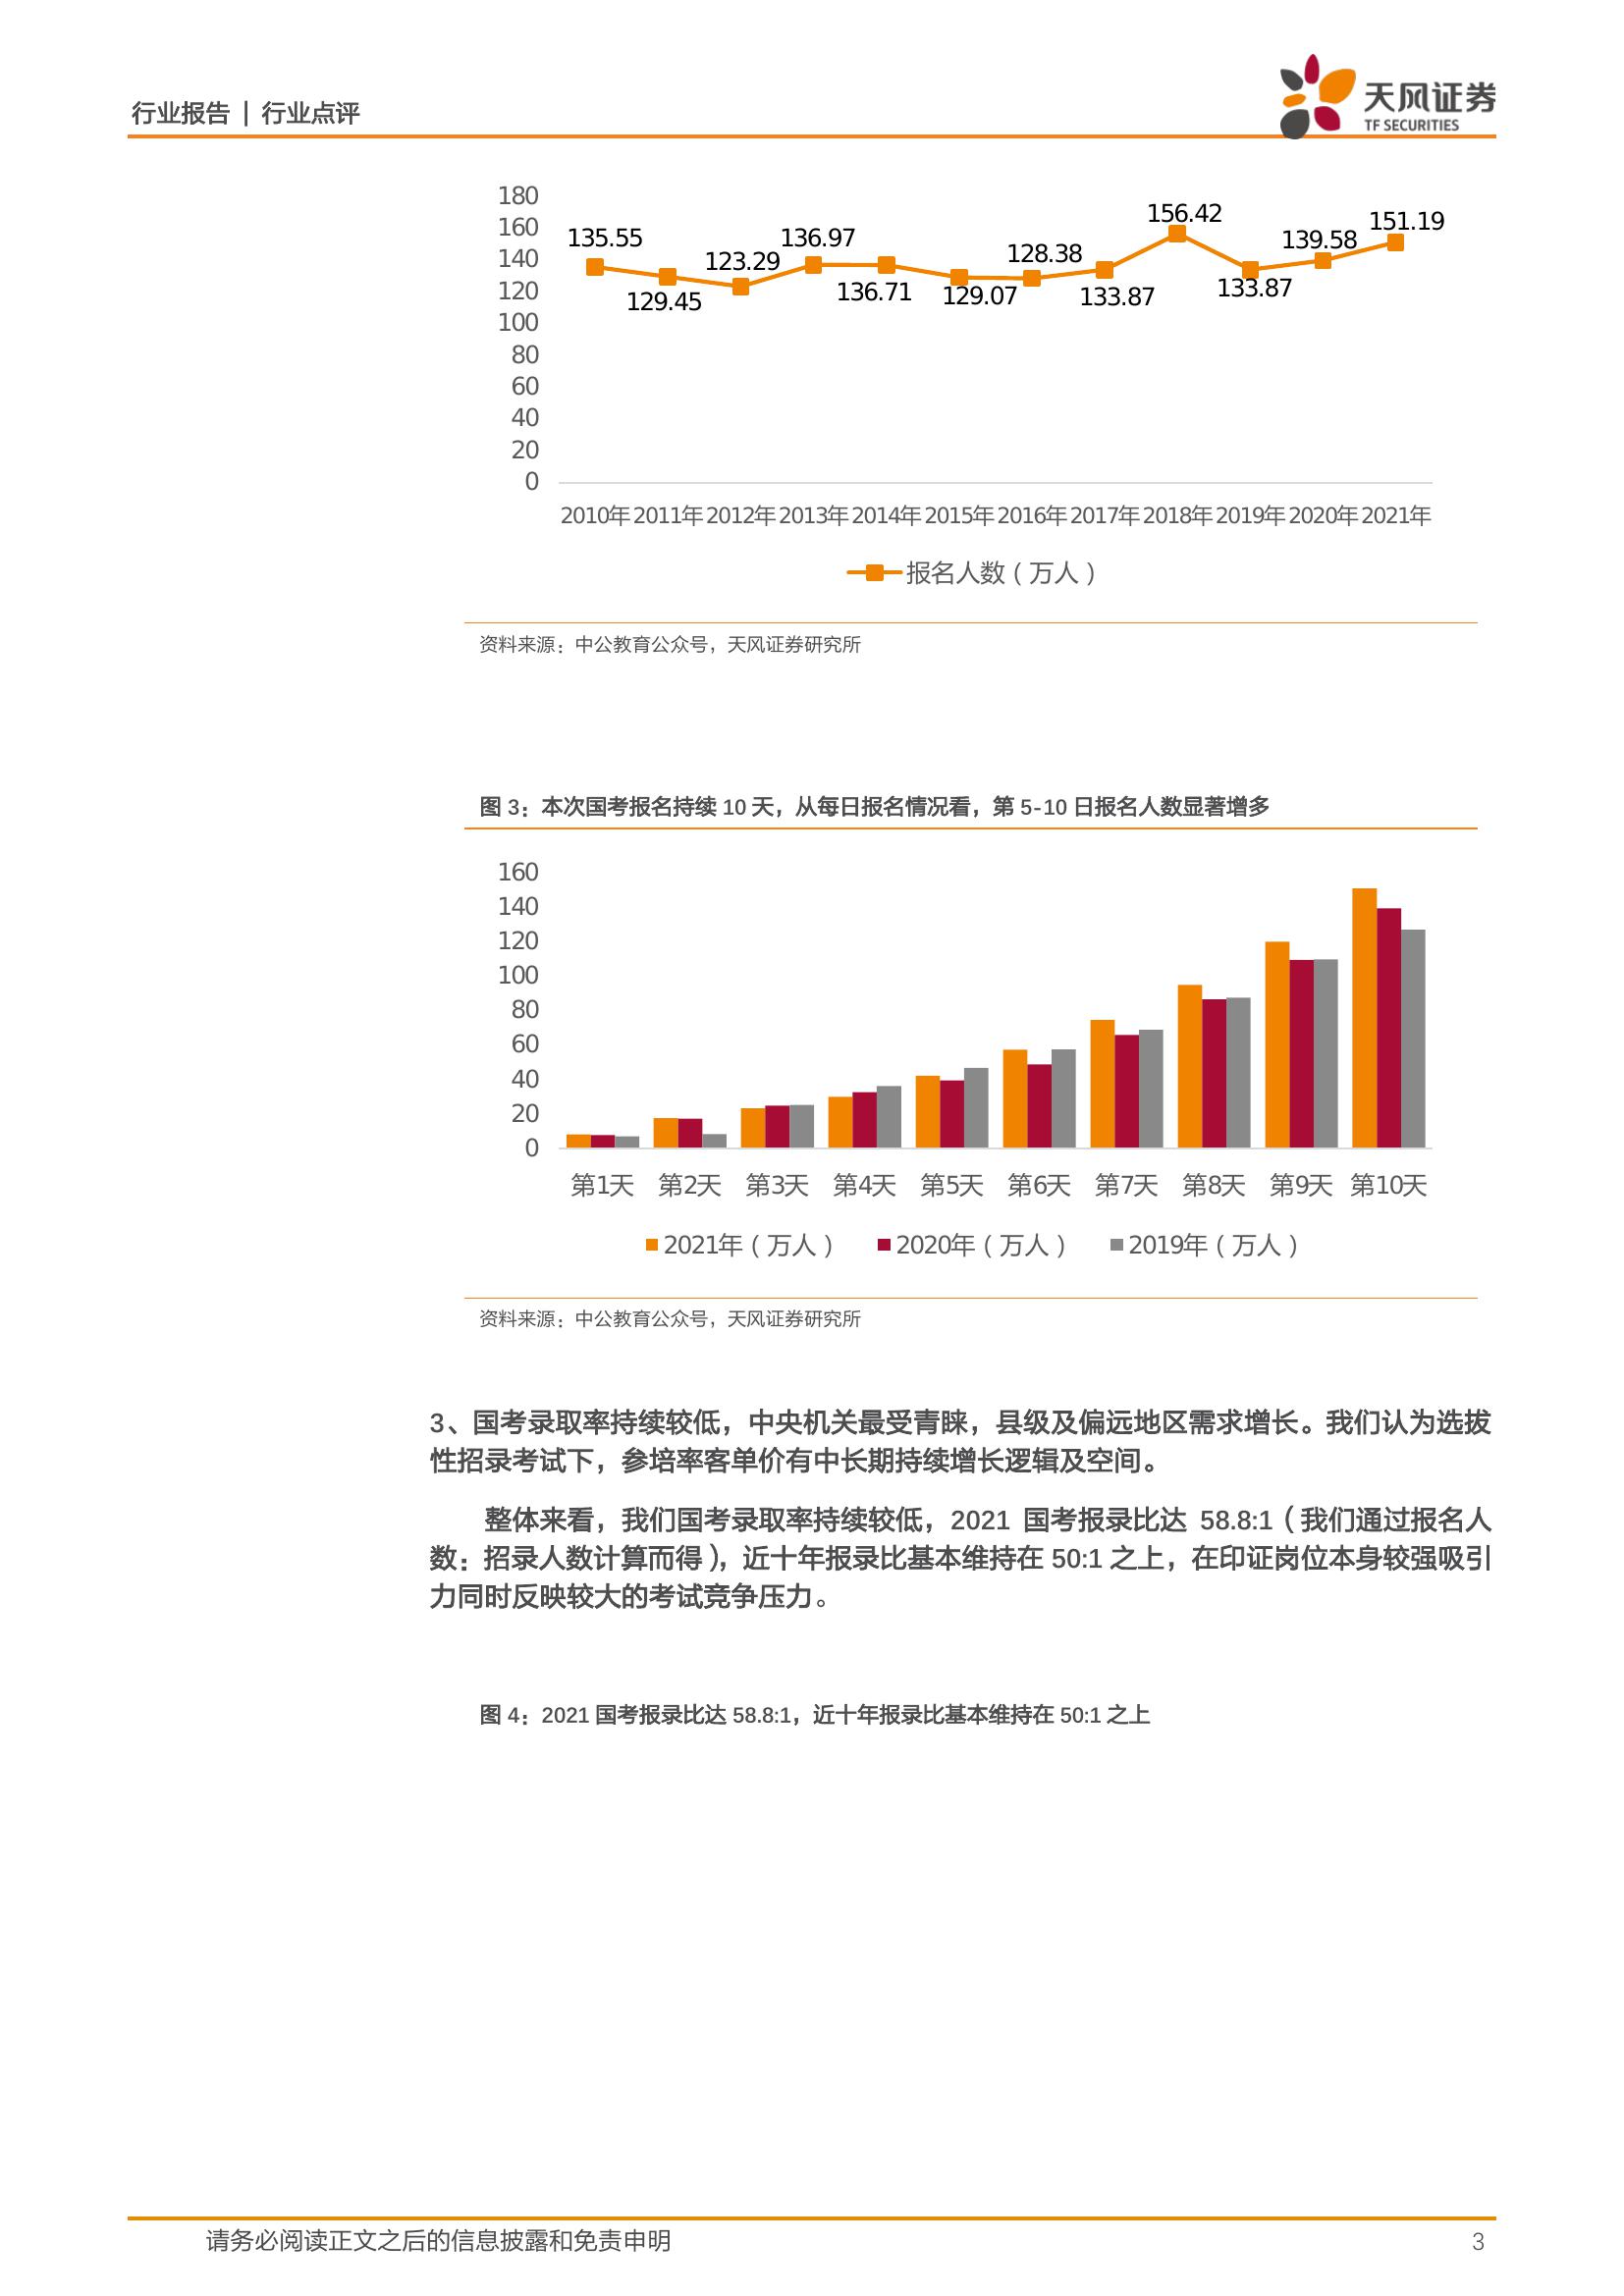 行业报告 | 行业点评
天风证券
TF SECURITIES
180
160
140
120
100
80
60
40
20
0
135.55
129.45
123.29
136.97
136.71
129.07
128.38
133.87
156.42
133.87
139.58
151.19
2010年 2011年 2012年 2013年 2014年 2015年 2016年 2017年 2018年 2019年 2020年 2021年
报名人数（万人）
资料来源：中公教育公众号，天风证券研究所
图 3：本次国考报名持续 10 天，从每日报名情况看，第 5-10 日报名人数显著增多
160
140
120
100
80
60
40
20
0
第1天 第2天 第3天 第4天 第5天 第6天 第7天 第8天 第9天 第10天
2021年（万人） 2020年（万人） 2019年（万人）
资料来源：中公教育公众号，天风证券研究所
3、国考录取率持续较低，中央机关最受青睐，县级及偏远地区需求增长。我们认为选拔
性招录考试下，参培率客单价有中长期持续增长逻辑及空间。
整体来看，我们国考录取率持续较低，2021 国考报录比达 58.8:1（我们通过报名人
数：招录人数计算而得），近十年报录比基本维持在 50:1 之上，在印证岗位本身较强吸引
力同时反映较大的考试竞争压力。
图 4：2021 国考报录比达 58.8:1，近十年报录比基本维持在 50:1 之上
请务必阅读正文之后的信息披露和免责申明
3